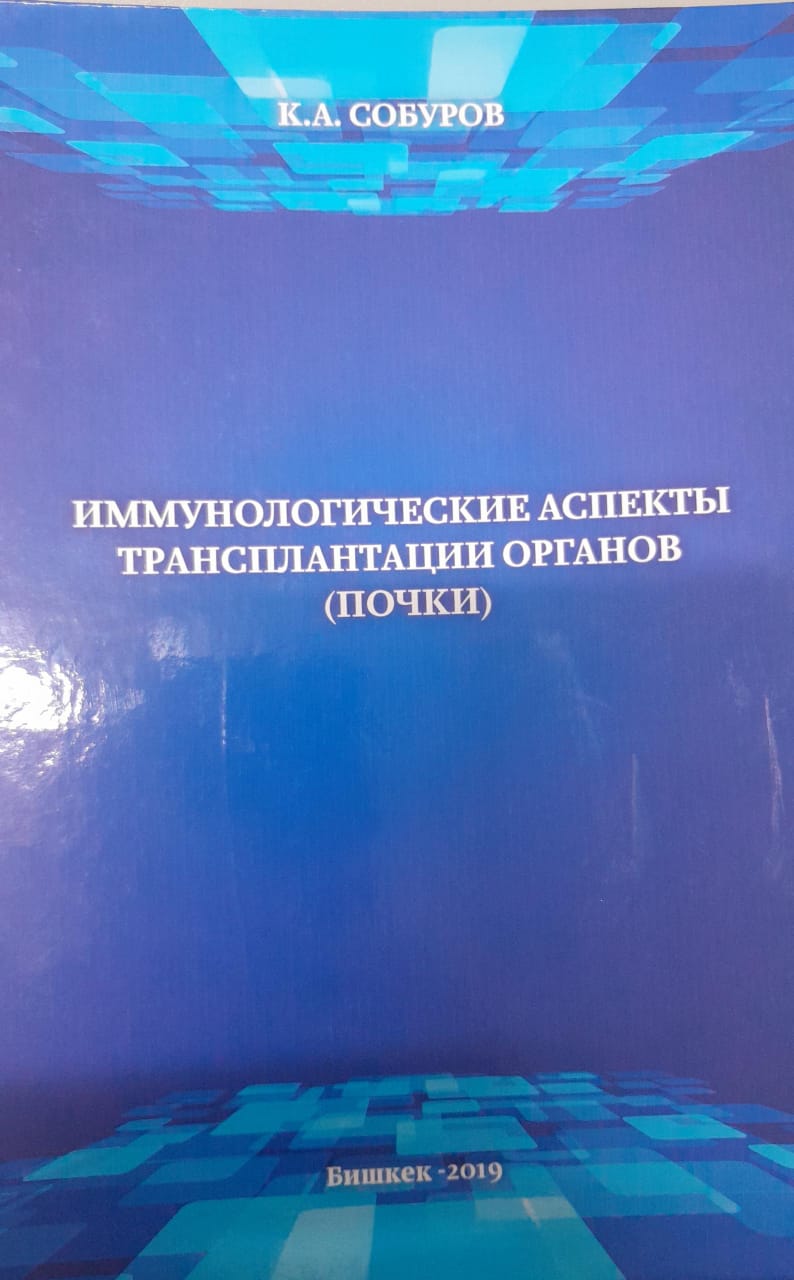 К.А. СОБУРОВ
ИММУНОЛОГИЧЕСКИЕ АСПЕКТЫ
ТРАНСПЛАНТАЦИИ ОРГАНОВ
(ПОЧКИ)
Бишкек -2019